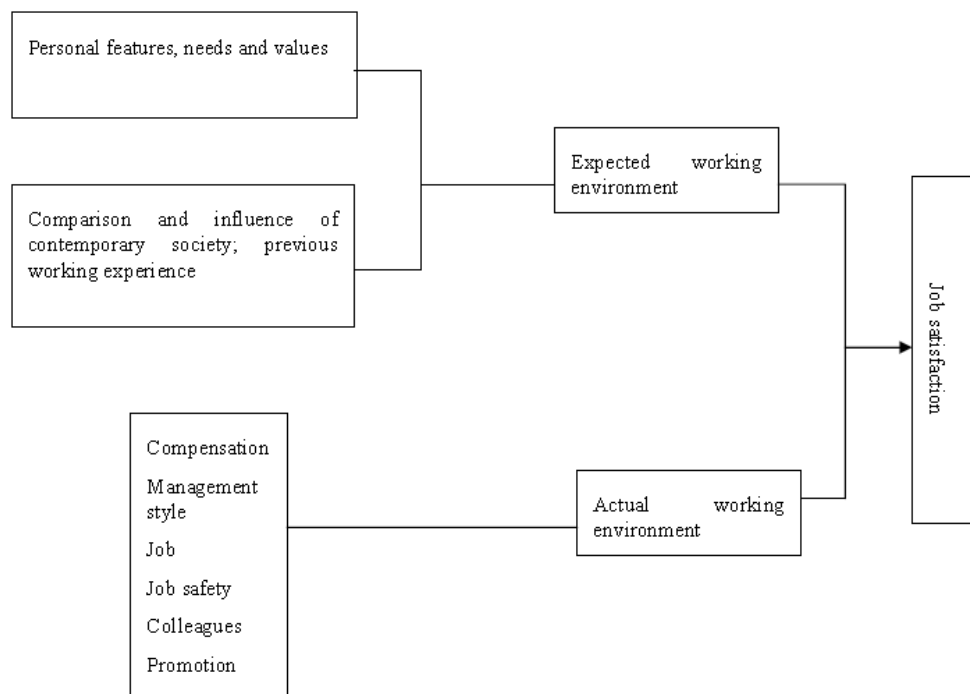 Personal features, needs and values
Comparison and influence of
contemporary society; previous
working experience
Expected working
environment
Job satisfaction
Compensation
Management
style
Job
Job safety
Colleagues
Promotion
Actual working
environment